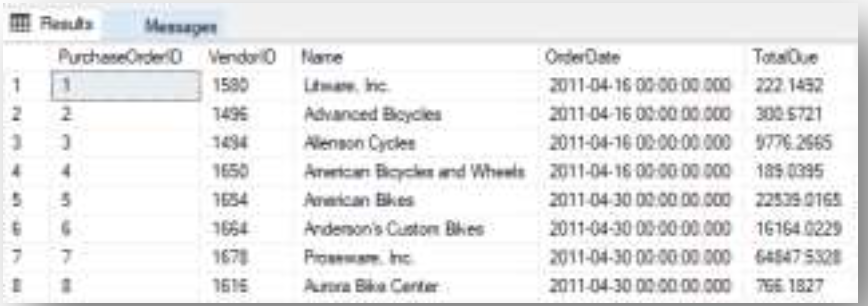 Results Messages
PurchaseOrderID VendorID Name OrderDate TotalDue
1 1 1580 Litware, Inc. 2011-04-16 00:00:00.000 222.1492
2 2 1496 Advanced Bicycles 2011-04-16 00:00:00.000 300.6721
3 3 1494 Allenson Cycles 2011-04-16 00:00:00.000 9776.2665
4 4 1650 American Bicycles and Wheels 2011-04-16 00:00:00.000 189.0395
5 5 1654 American Bikes 2011-04-30 00:00:00.000 22539.0165
6 6 1664 Anderson's Custom Bikes 2011-04-30 00:00:00.000 16164.0229
7 7 1678 Proseware, Inc. 2011-04-30 00:00:00.000 64847.5328
8 8 1616 Aurora Bike Center 2011-04-30 00:00:00.000 766.1827